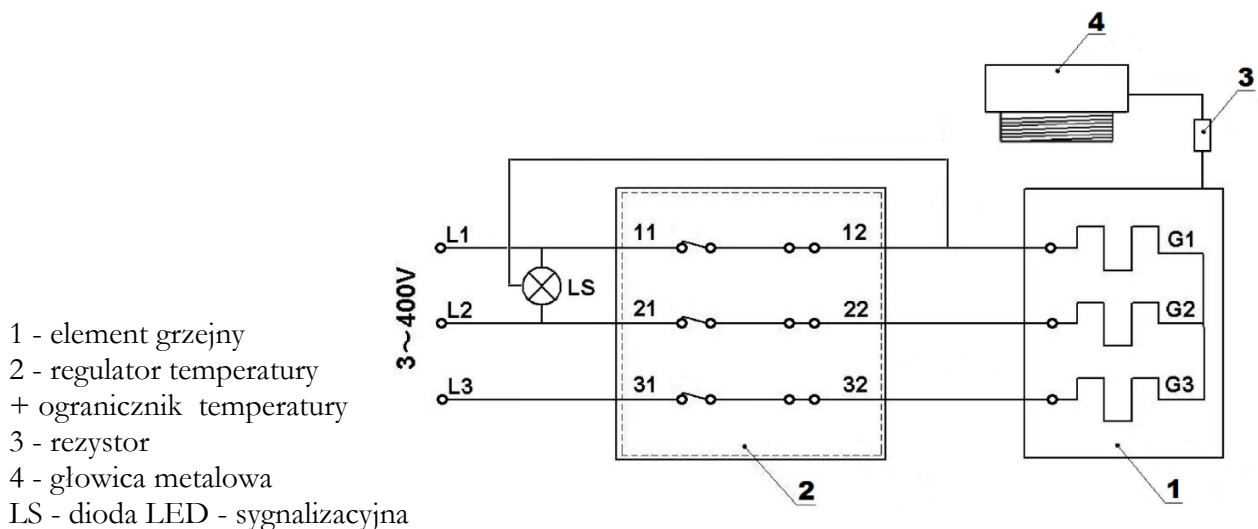 4
3
L1
11
12
G1
LS
3~400V
L2
21
22
G2
L3
31
32
G3
2
1
1 - element grzejny
2 - regulator temperatury
+ ogranicznik temperatury
3 - rezystor
4 - głowica metalowa
LS - dioda LED - sygnalizacyjna